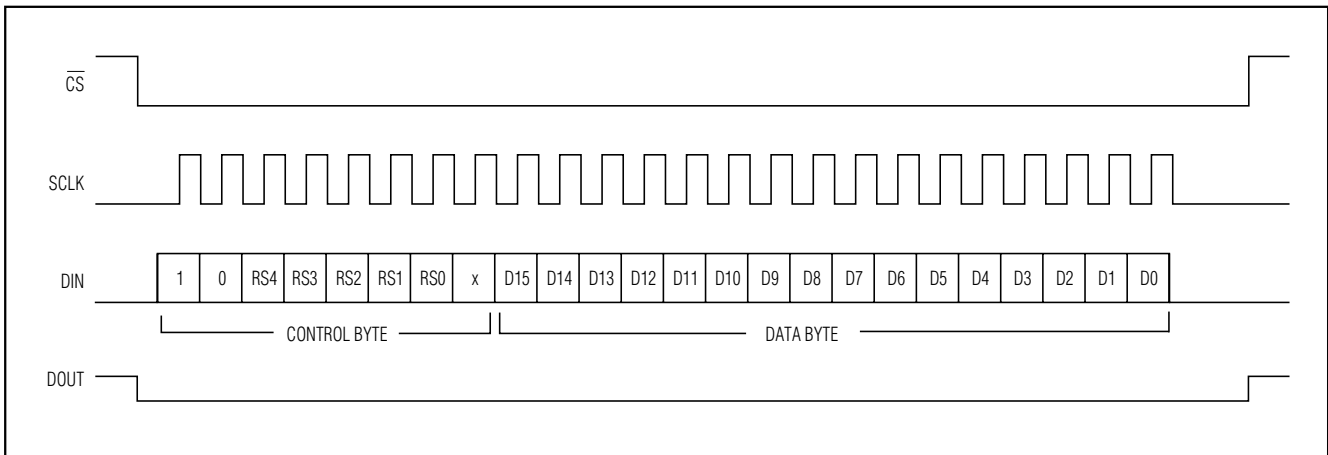 CS
SCLK
DIN 1 0 RS4 RS3 RS2 RS1 RS0 x D15 D14 D13 D12 D11 D10 D9 D8 D7 D6 D5 D4 D3 D2 D1 D0
CONTROL BYTE DATA BYTE
DOUT